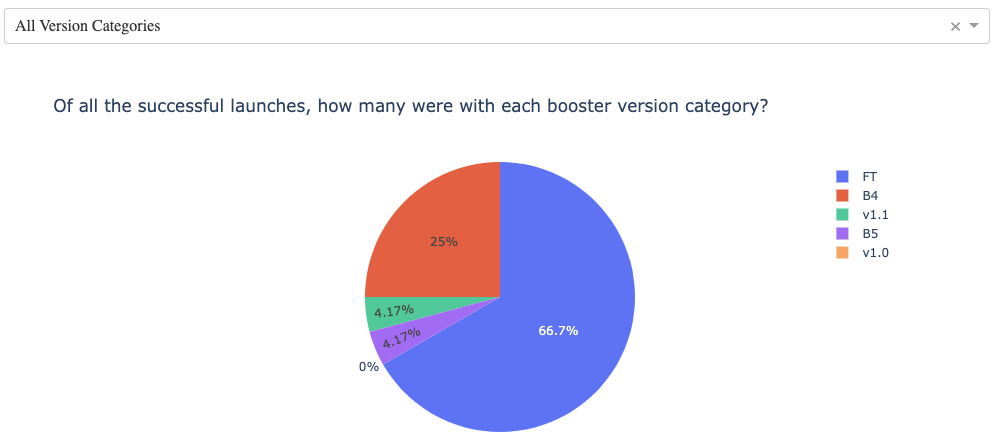 All Version Categories
Of all the successful launches, how many were with each booster version category?
FT
B4
v1.1
B5
v1.0
25%
4.17%
4.17%
0%
66.7%